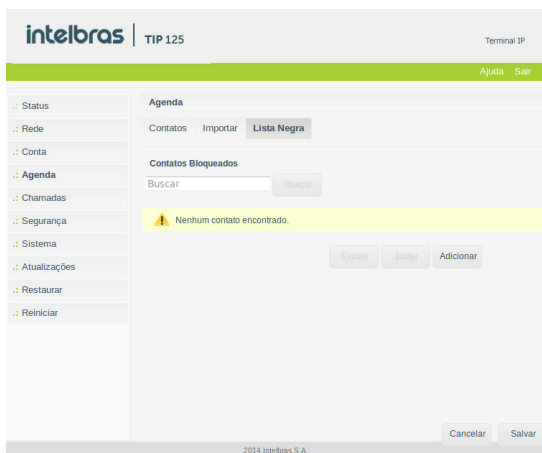 intelbras TIP 125
Terminal IP
Ajuda Sair
.: Status
.: Rede
.: Conta
.: Agenda
.: Chamadas
.: Segurança
.: Sistema
.: Atualizações
.: Restaurar
.: Reiniciar
Agenda
Contatos Importar Lista Negra
Contatos Bloqueados
Buscar Buscar
Nenhum contato encontrado.
Excluir Editar Adicionar
Cancelar Salvar
2014 Intelbras S.A.